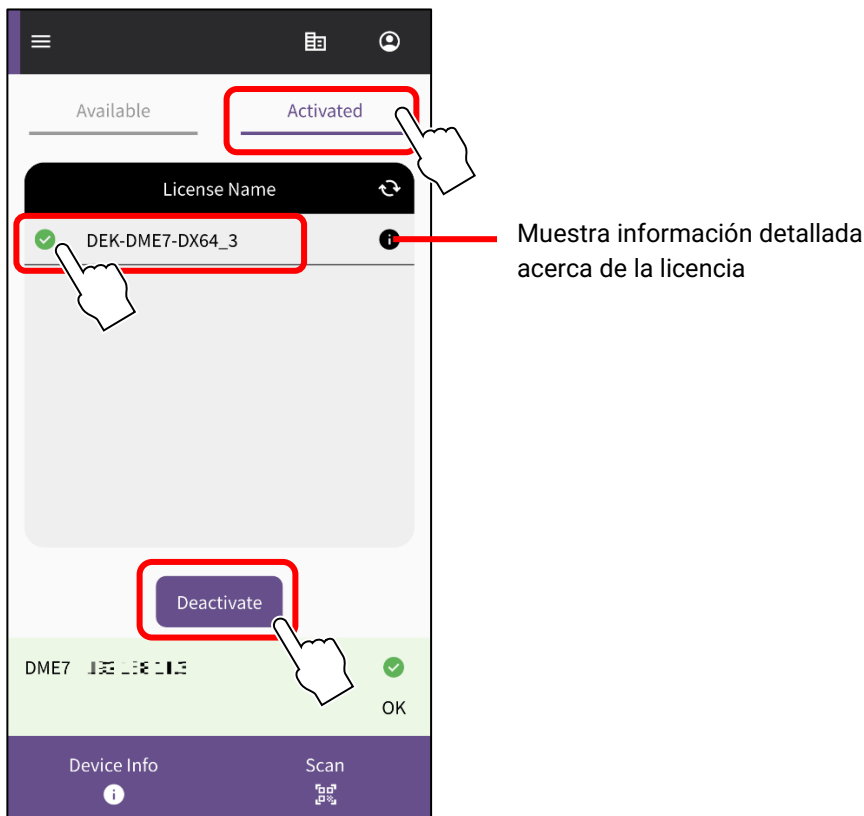 Available
Activated
License Name
DEK-DME7-DX64_3
Muestra información detallada
acerca de la licencia
Deactivate
DME7
OK
Device Info
Scan